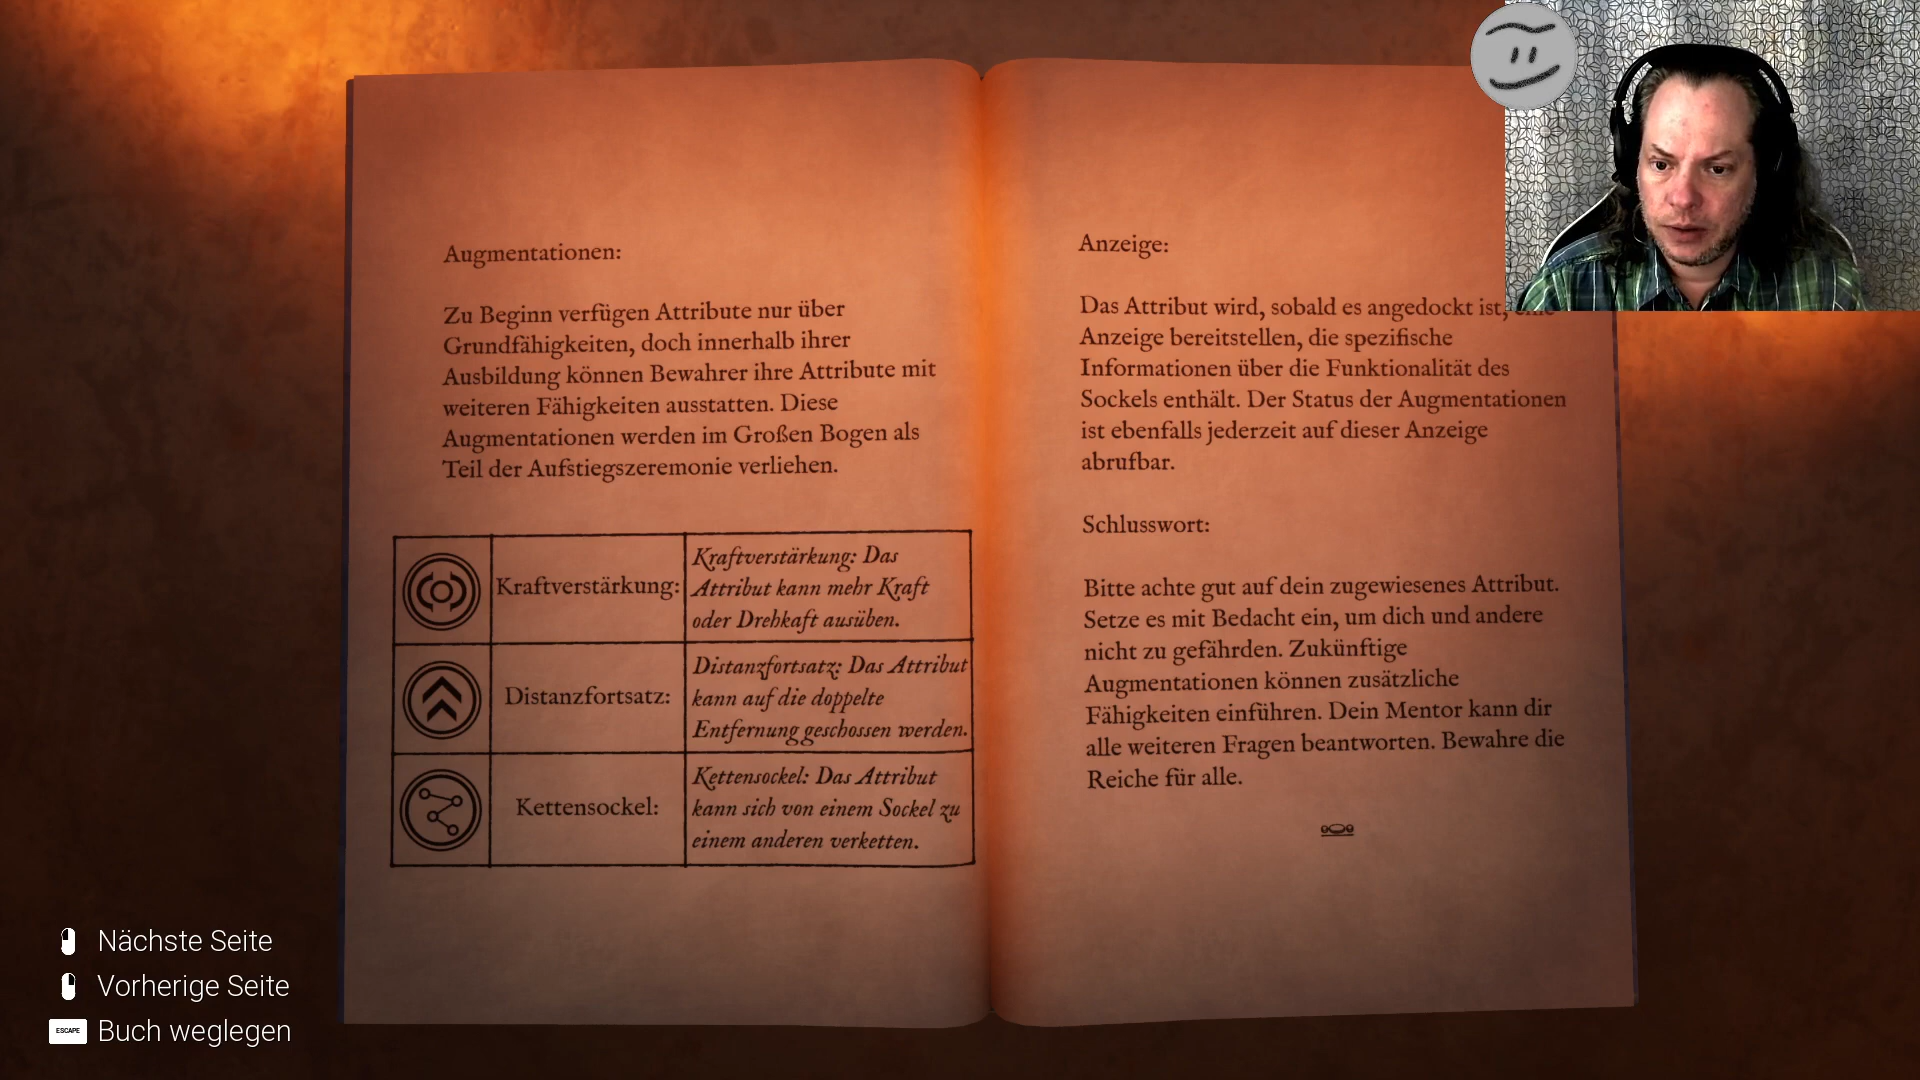 Augmentationen:
Zu Beginn verfügen Attribute nur über
Grundfähigkeiten, doch innerhalb ihrer
Ausbildung können Bewahrer ihre Attribute mit
weiteren Fähigkeiten ausstatten. Diese
Augmentationen werden im Großen Bogen als
Teil der Aufstiegszeremonie verliehen.
Kraftverstärkung:
Kraftverstärkung: Das
Attribut kann mehr Kraft
oder Drehkaft ausüben.
Distanzfortsatz:
Distanzfortsatz: Das Attribut
kann auf die doppelte
Entfernung geschossen werden.
Kettensockel:
Kettensockel: Das Attribut
kann sich von einem Sockel zu
einem anderen verketten.
Anzeige:
Das Attribut wird, sobald es angedockt ist,
Anzeige bereitstellen, die spezifische
Informationen über die Funktionalität des
Sockels enthält. Der Status der Augmentationen
ist ebenfalls jederzeit auf dieser Anzeige
abrufbar.
Schlusswort:
Bitte achte gut auf dein zugewiesenes Attribut.
Setze es mit Bedacht ein, um dich und andere
nicht zu gefährden. Zukünftige
Augmentationen können zusätzliche
Fähigkeiten einführen. Dein Mentor kann dir
alle weiteren Fragen beantworten. Bewahre die
Reiche für alle.
Nächste Seite
Vorherige Seite
ESCAPE Buch weglegen